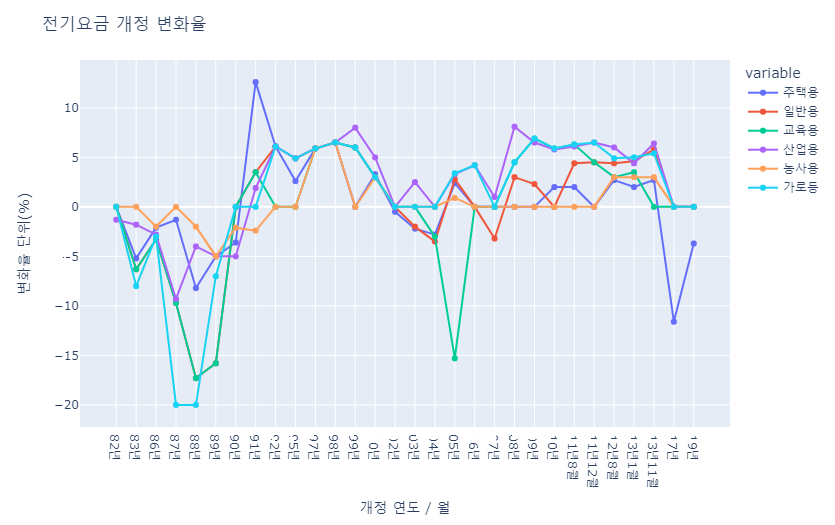 전기요금 개정 변화율
variable
주택용
일반용
교육용
산업용
농사용
가로등
변화율 단위(%)
10
5
0
−5
−10
−15
−20
82년
83년
86년
87년
88년
89년
90년
91년
97년
98년
99년
02년
03년
04년
05년
08년
09년
10년
11년8월
11년12월
12년8월
13년1월
13년11월
17년
19년
개정 연도 / 월